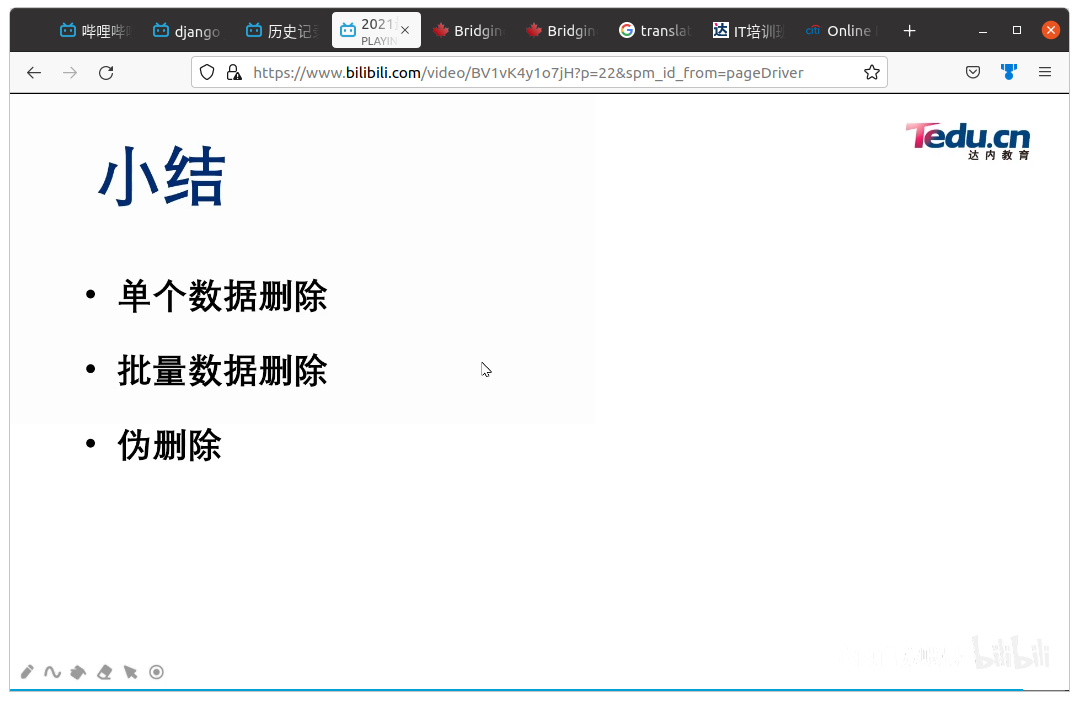 哔哩哔
django
历史记
2021
PLAYIN
Bridgin
Bridgin
translat
IT培训
Online
https://www.bilibili.com/video/BV1vK4y1o7jH?p=22&spm_id_from=pageDriver
Tedu.cn
达内教育
小结
• 单个数据删除
• 批量数据删除
• 伪删除
bilibili